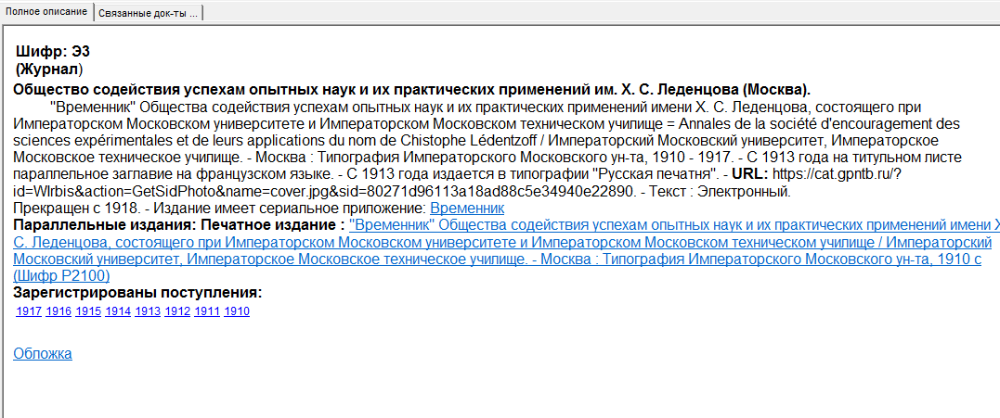 Полное описание Связанные док-ты ...
Шифр: Э3
(Журнал)
Общество содействия успехам опытных наук и их практических применений им. Х. С. Леденцова (Москва).
"Временник" Общества содействия успехам опытных наук и их практических применений имени Х. С. Леденцова, состоящего при
Императорском Московском университете и Императорском Московском техническом училище = Annales de la société d'encouragement des
sciences expérimentales et de leurs applications du nom de Chistophe Lédentzoff / Императорский Московский университет, Императорское
Московское техническое училище. - Москва : Типография Императорского Московского ун-та, 1910 - 1917. - С 1913 года на титульном листе
параллельное заглавие на французском языке. - С 1913 года издается в типографии "Русская печатня". - URL: https://cat.gpntb.ru/?
id=WIrbis&action=GetSidPhoto&name=cover.jpg&sid=80271d96113a18ad88c5e34940e22890. - Текст : Электронный.
Прекращен с 1918. - Издание имеет сериальное приложение: Временник
Параллельные издания: Печатное издание : "Временник" Общества содействия успехам опытных наук и их практических применений имени Х
С. Леденцова, состоящего при Императорском Московском университете и Императорском Московском техническом училище / Императорский
Московский университет, Императорское Московское техническое училище. - Москва : Типография Императорского Московского ун-та, 1910 с
(Шифр Р2100)
Зарегистрированы поступления:
1917 1916 1915 1914 1913 1912 1911 1910
Обложка